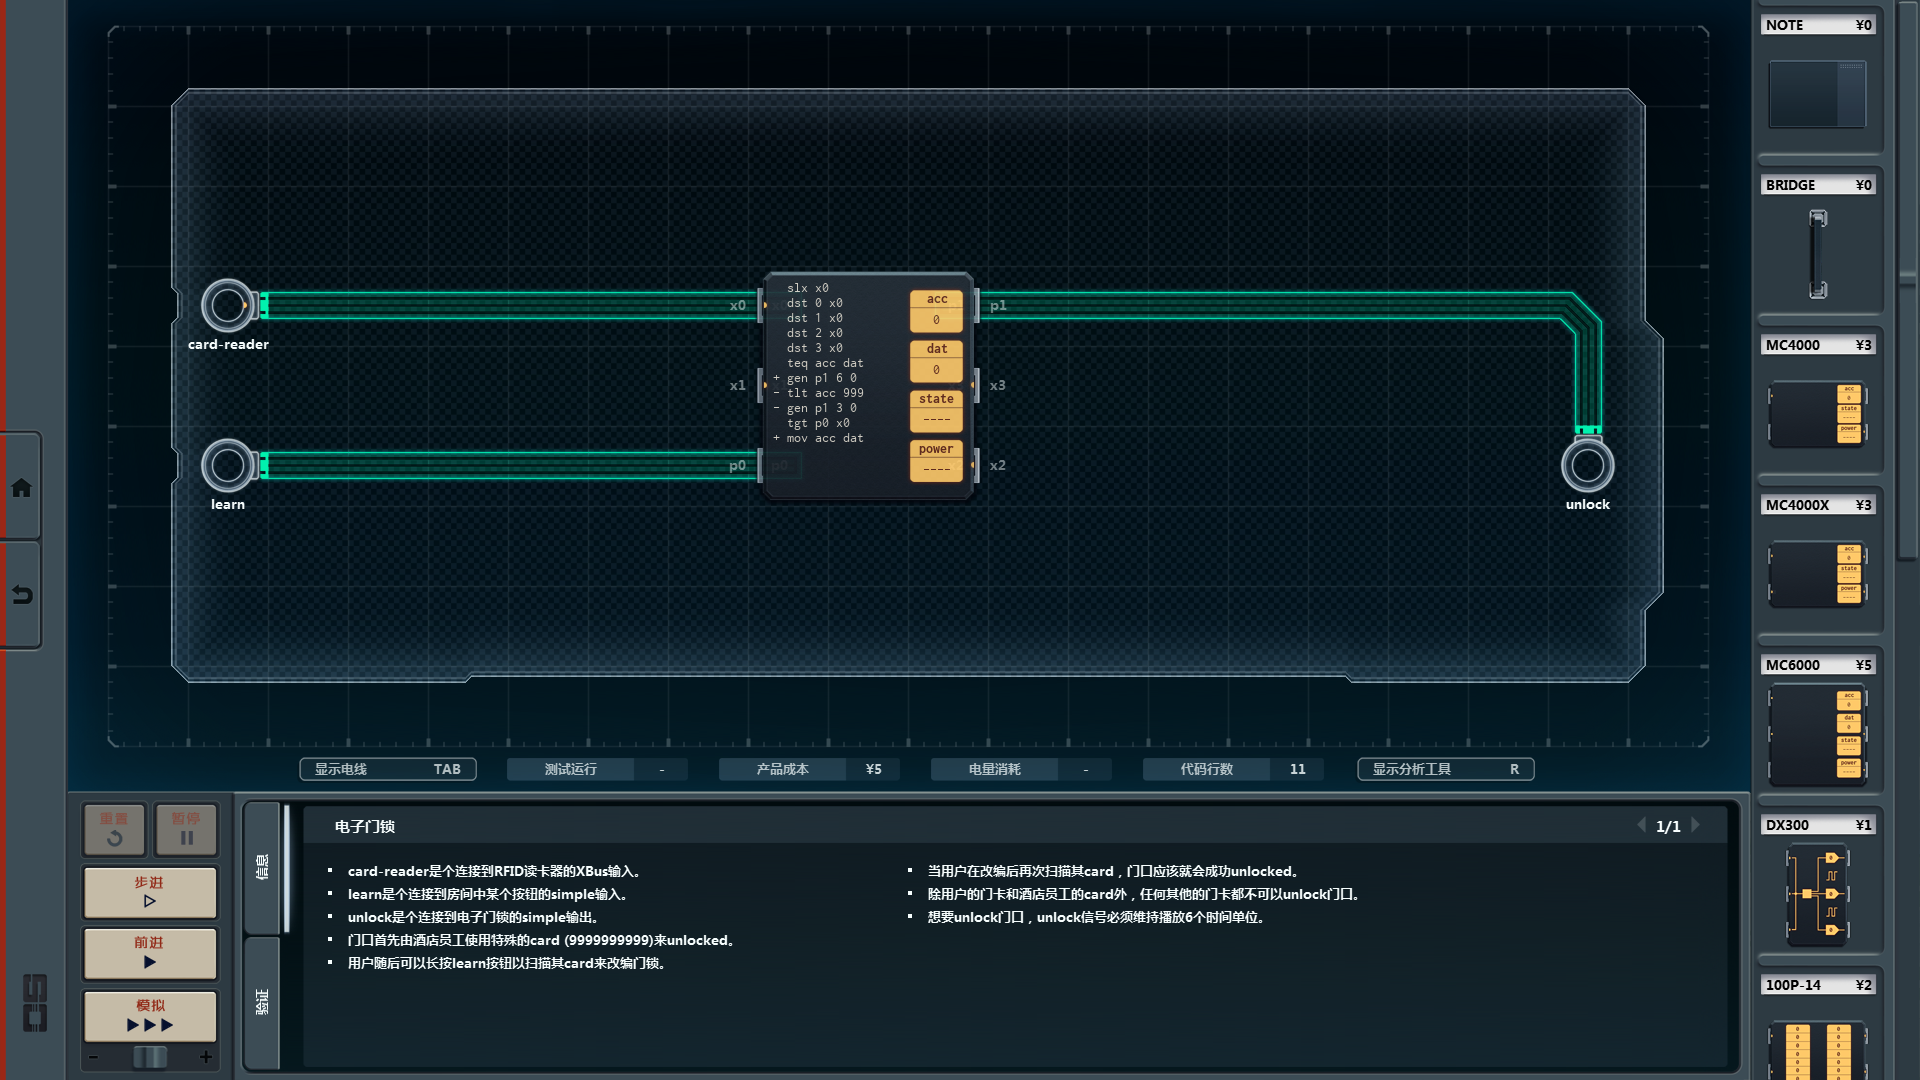 NOTE ¥0
BRIDGE ¥0
MC4000 ¥3
acc
0
state
----
power
----
MC4000X ¥3
acc
0
state
----
power
----
MC6000 ¥5
acc
0
dat
0
state
----
power
----
DX300 ¥1
100P-14 ¥2
card-reader
learn
unlock
x0
x1
p0
p1
x3
x2
slx x0
dst 0 x0
dst 1 x0
dst 2 x0
dst 3 x0
teq acc dat
+ gen p1 6 0
- tlt acc 999
- gen p1 3 0
tgt p0 x0
+ mov acc dat
acc
0
dat
0
state
----
power
----
显示电线 TAB
测试运行 -
产品成本 ¥5
电量消耗 -
代码行数 11
显示分析工具 R
重置
暂停
步进
前进
模拟
- +
信息
验证
电子门锁
1/1
▪ card-reader是个连接到RFID读卡器的XBus输入。
▪ learn是个连接到房间中某个按钮的simple输入。
▪ unlock是个连接到电子门锁的simple输出。
▪ 门口首先由酒店员工使用特殊的card (9999999999)来unlocked。
▪ 用户随后可以长按learn按钮以扫描其card来改编门锁。
▪ 当用户在改编后再次扫描其card，门口应该就会成功unlocked。
▪ 除用户的门卡和酒店员工的card外，任何其他的门卡都不可以unlock门口。
▪ 想要unlock门口，unlock信号必须维持播放6个时间单位。